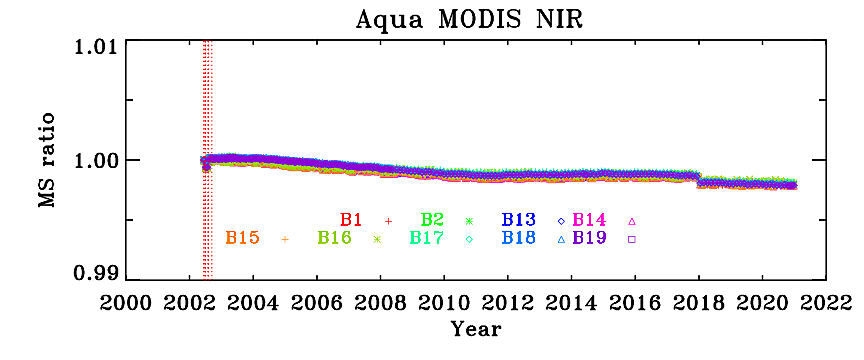 Aqua MODIS NIR
1.01
1.00
0.99
MS ratio
B1 B2 B13 B14
B15 B16 B17 B18 B19
2000 2002 2004 2006 2008 2010 2012 2014 2016 2018 2020 2022
Year